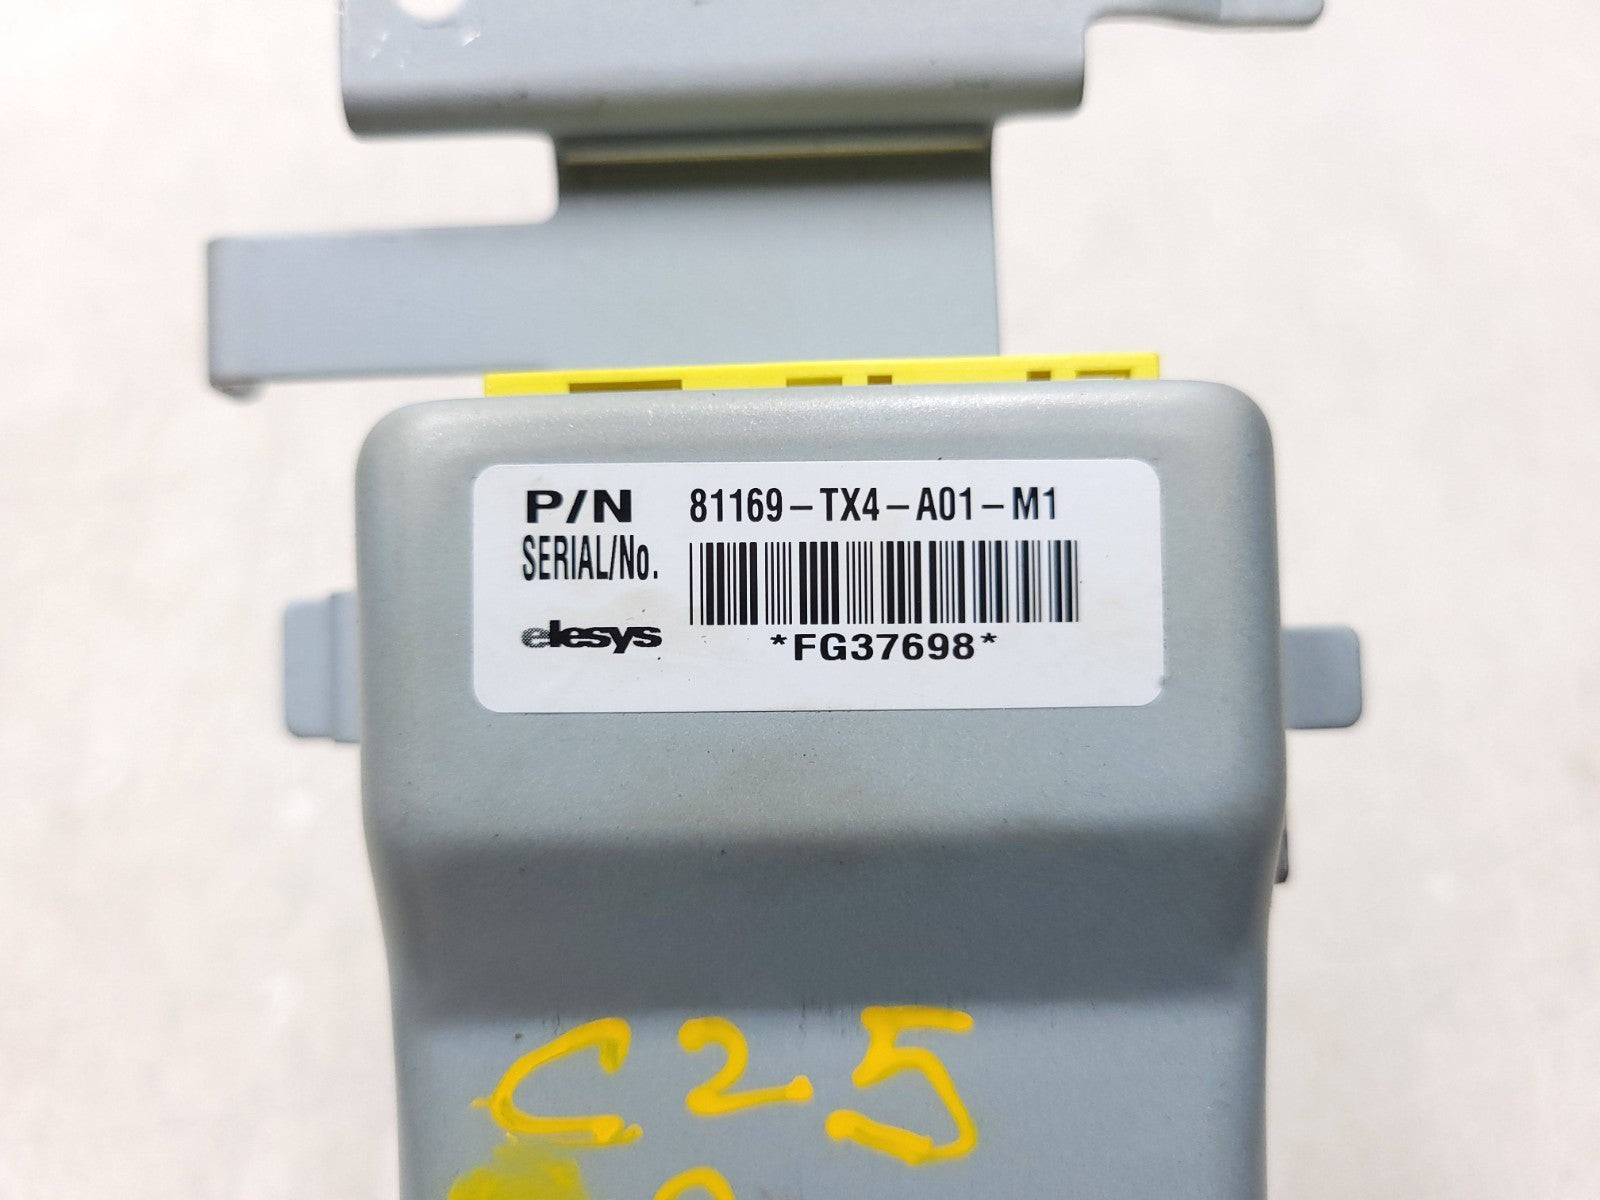 P/N 81169-TX4-A01-M1
SERIAL/No.
elesys
*FG37698*
C25